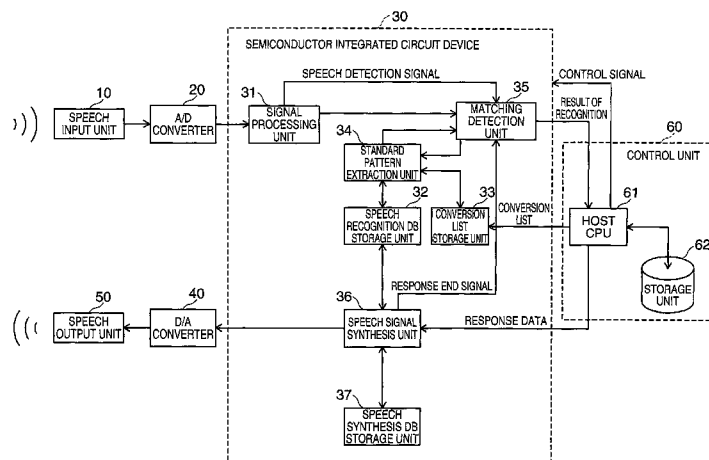 30
SEMICONDUCTOR INTEGRATED CIRCUIT DEVICE
SPEECH DETECTION SIGNAL
CONTROL SIGNAL
10
SPEECH INPUT UNIT
20
A/D
CONVERTER
31
SIGNAL
PROCESSING
UNIT
35
MATCHING
DETECTION
UNIT
RESULT OF
RECOGNITION
34
STANDARD
PATTERN
EXTRACTION UNIT
60
CONTROL UNIT
32
SPEECH
RECOGNITION DB
STORAGE UNIT
33
CONVERSION
LIST
STORAGE UNIT
CONVERSION
LIST
61
HOST
CPU
62
STORAGE
UNIT
RESPONSE END SIGNAL
50
SPEECH
OUTPUT UNIT
40
D/A
CONVERTER
36
SPEECH SIGNAL
SYNTHESIS UNIT
RESPONSE DATA
37
SPEECH
SYNTHESIS DB
STORAGE UNIT